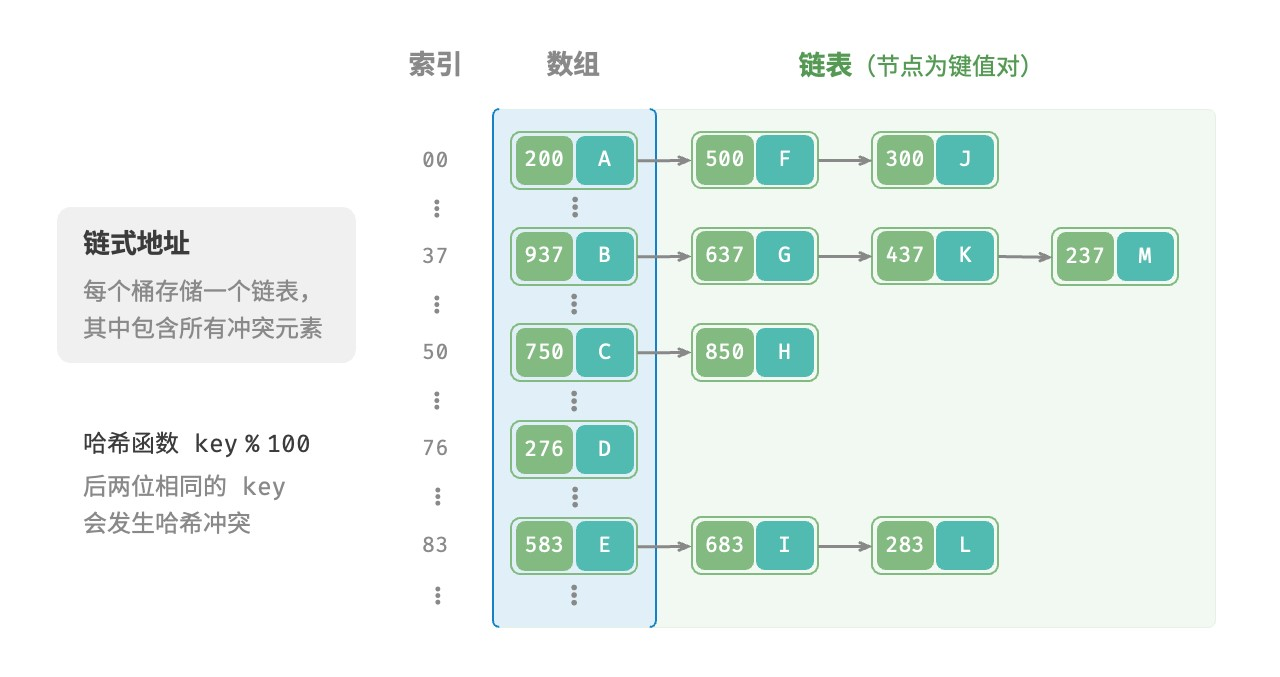 索引 数组 链表（节点为键值对）
00 200 A 500 F 300 J
链式地址
每个桶存储一个链表，
其中包含所有冲突元素
37 937 B 637 G 437 K 237 M
50 750 C 850 H
哈希函数 key % 100
后两位相同的 key
会发生哈希冲突
76 276 D
83 583 E 683 I 283 L